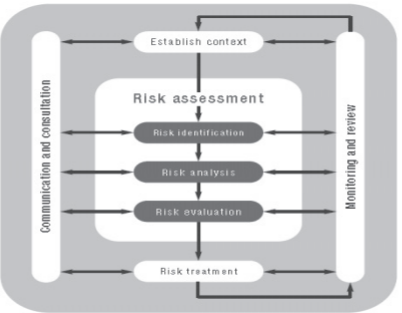 Establish context
Communication and consultation
Risk assessment
Risk identification
Risk analysis
Risk evaluation
Monitoring and review
Risk treatment